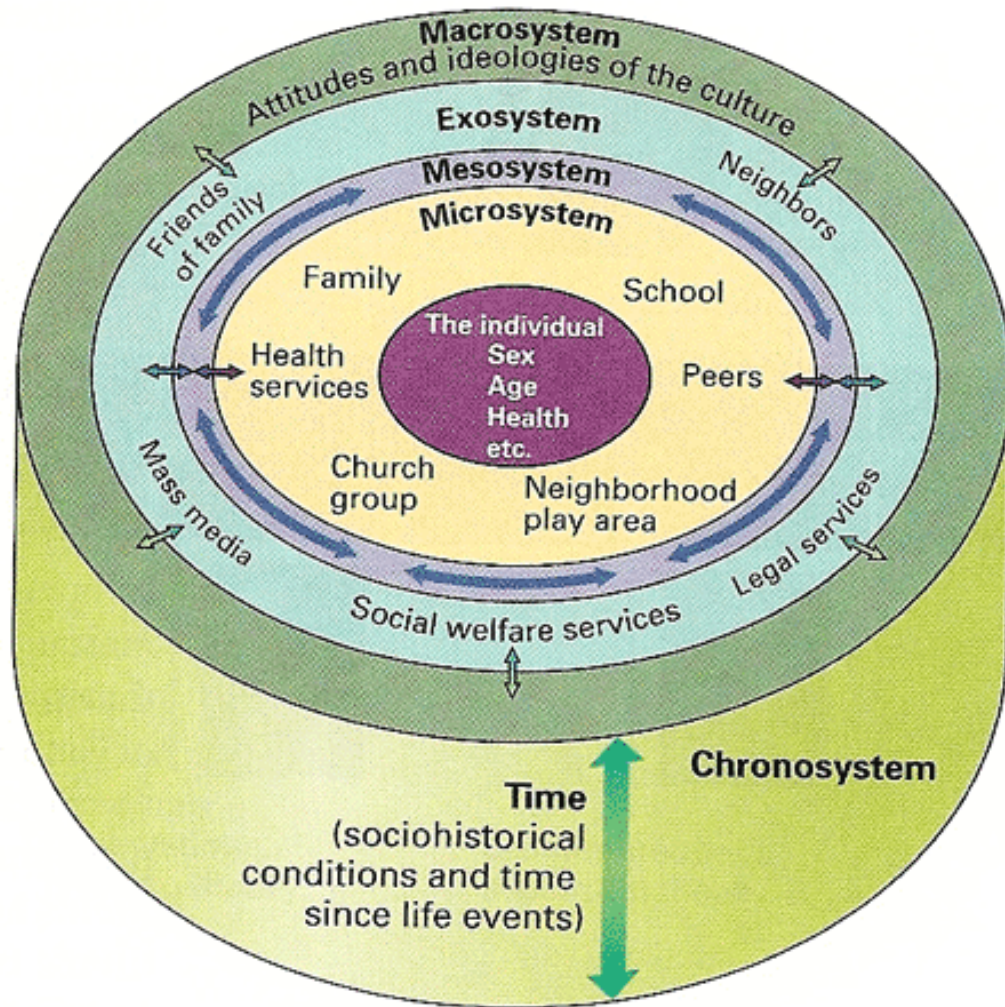 Macrosystem
Attitudes and ideologies of the culture
Exosystem
Mesosystem
Microsystem
Friends
of family
Neighbors
Family
School
The individual
Sex
Age
Health
etc.
Health
services
Peers
Church
group
Neighborhood
play area
Mass media
Social welfare services
Legal services
Chronosystem
Time
(sociohistorical
conditions and time
since life events)